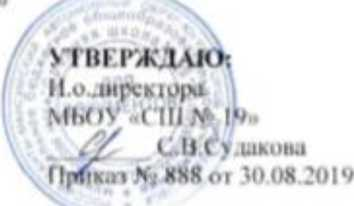 УТВЕРЖДАЮ:
И.о.директора
МБОУ «СШ № 19»
С.В.Судакова
Приказ № 888 от 30.08.2019